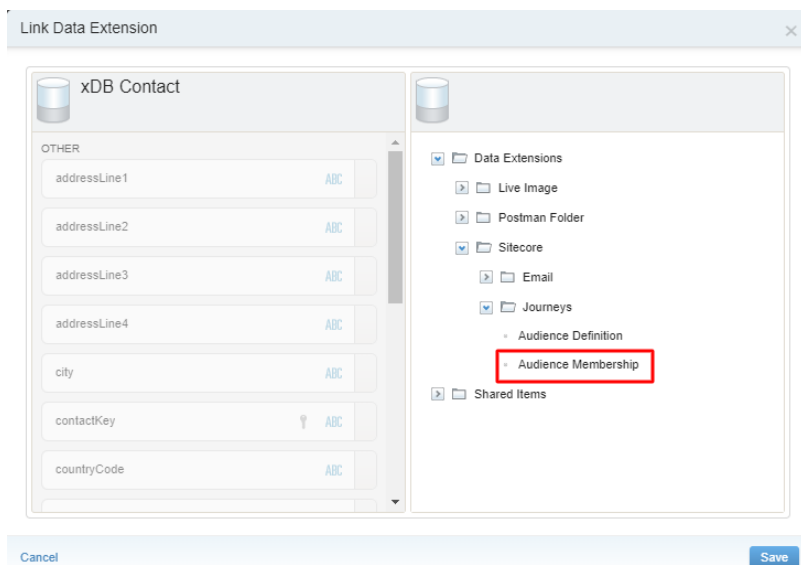 Link Data Extension
xDB Contact
OTHER
addressLine1 ABC
addressLine2 ABC
addressLine3 ABC
addressLine4 ABC
city ABC
contactKey ABC
countryCode ABC
Data Extensions
Live Image
Postman Folder
Sitecore
Email
Journeys
Audience Definition
Audience Membership
Shared Items
Cancel
Save